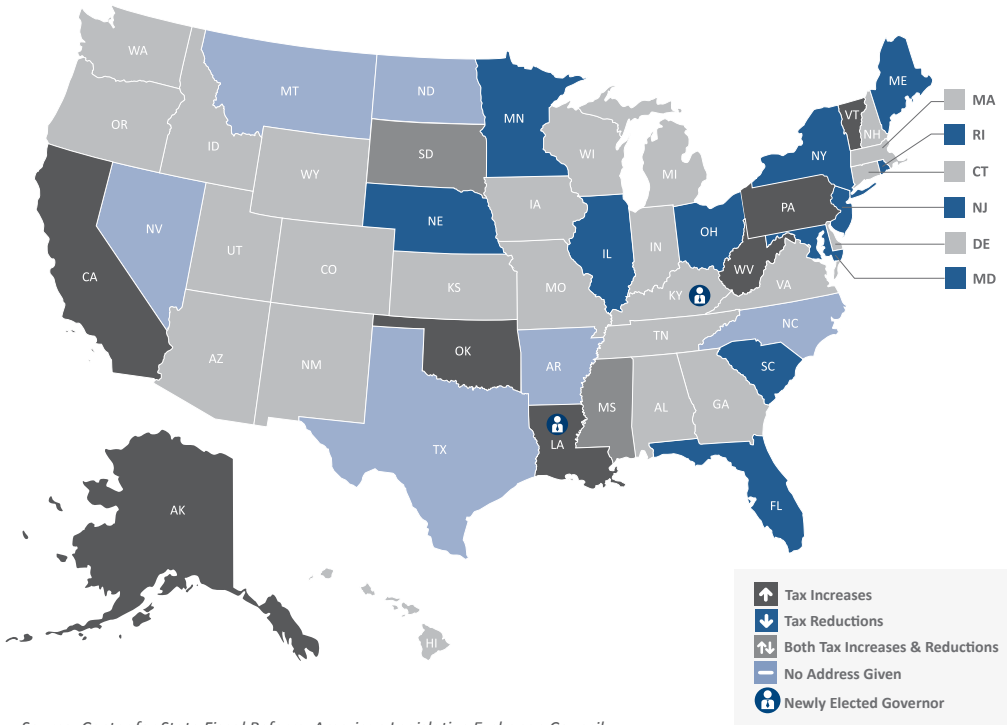 WA
MT
ND
MN
ME
VT
NH
MA
OR
ID
SD
WI
NY
RI
WY
MI
CT
IA
PA
NJ
NE
NV
UT
IL
IN
OH
DE
CA
CO
WV
MD
KS
MO
KY
VA
NC
TN
AZ
NM
OK
AR
SC
MS
AL
GA
LA
TX
FL
AK
HI
Tax Increases
Tax Reductions
Both Tax Increases & Reductions
No Address Given
Newly Elected Governor